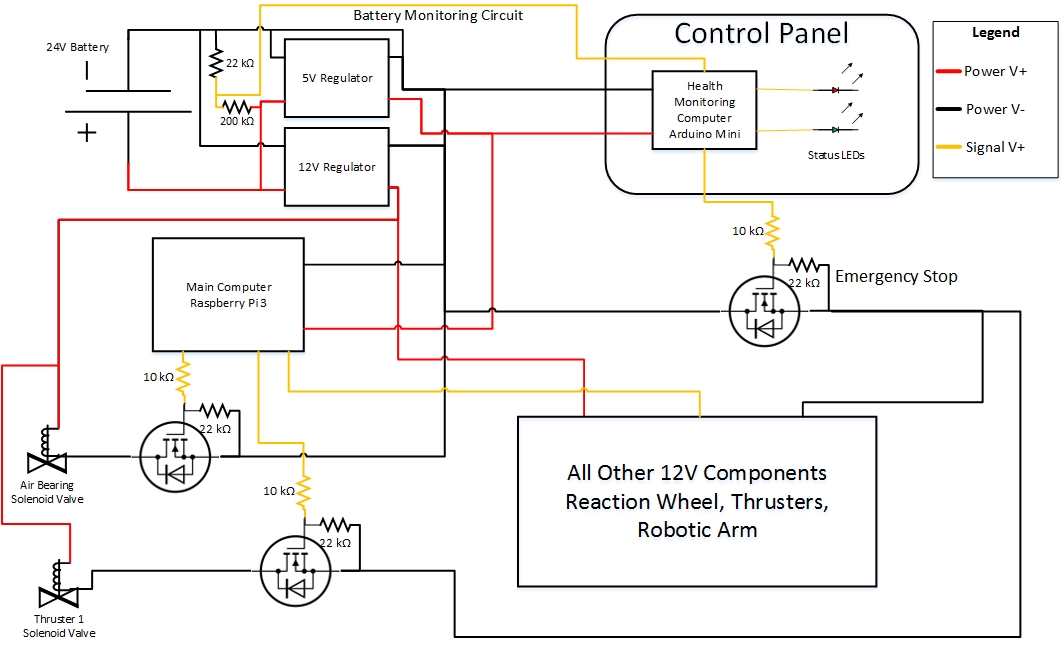 Battery Monitoring Circuit
24V Battery
22 kΩ
200 kΩ
5V Regulator
12V Regulator
Control Panel
Health
Monitoring
Computer
Arduino Mini
Status LEDs
Legend
Power V+
Power V-
Signal V+
10 kΩ
22 kΩ
Emergency Stop
Main Computer
Raspberry Pi 3
10 kΩ
22 kΩ
Air Bearing
Solenoid Valve
10 kΩ
22 kΩ
All Other 12V Components
Reaction Wheel, Thrusters,
Robotic Arm
Thruster 1
Solenoid Valve